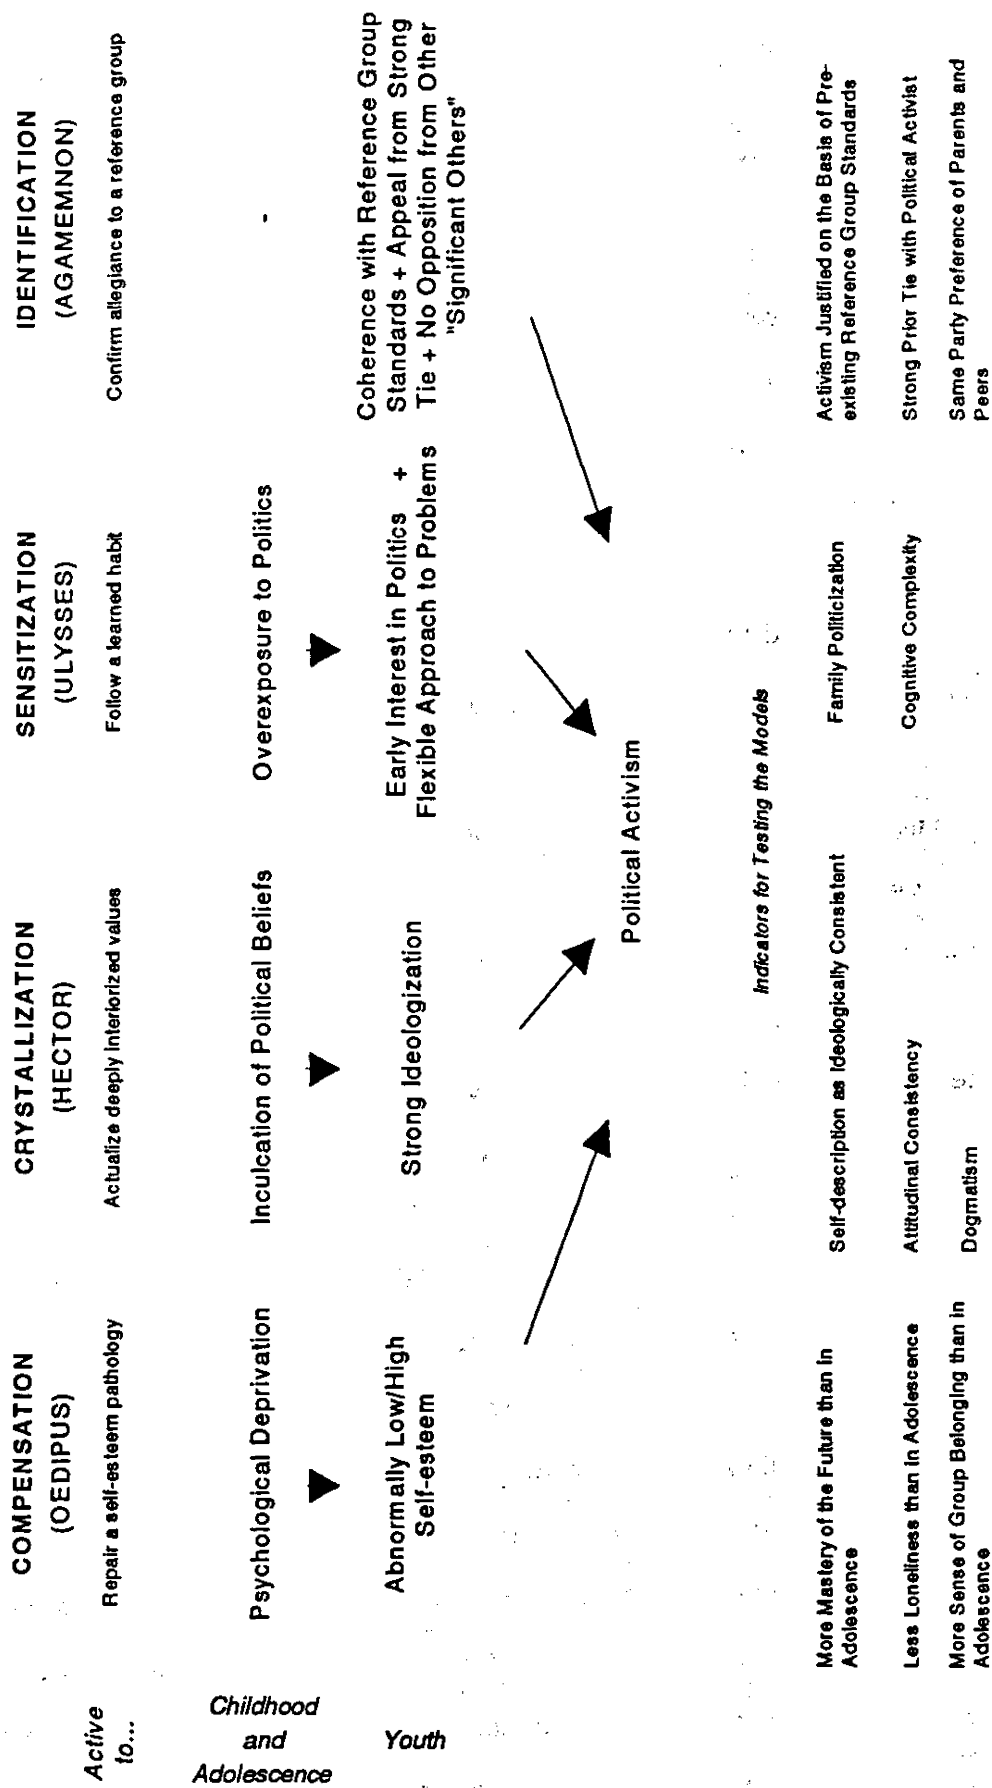 COMPENSATION
(OEDIPUS)
CRYSTALLIZATION
(HECTOR)
SENSITIZATION
(ULYSSES)
IDENTIFICATION
(AGAMEMNON)
Active
to...
Repair a self-esteem pathology
Actualize deeply interiorized values
Follow a learned habit
Confirm allegiance to a reference group
Childhood
and
Adolescence
Psychological Deprivation
Inculcation of Political Beliefs
Overexposure to Politics
-
Youth
Abnormally Low/High
Self-esteem
Strong Ideologization
Early Interest in Politics +
Flexible Approach to Problems
Coherence with Reference Group
Standards + Appeal from Strong
Tie + No Opposition from Other
"Significant Others"
Political Activism
Indicators for Testing the Models
More Mastery of the Future than in
Adolescence
Self-description as Ideologically Consistent
Family Politicization
Activism Justified on the Basis of Pre-
existing Reference Group Standards
Less Loneliness than in Adolescence
Attitudinal Consistency
Cognitive Complexity
Strong Prior Tie with Political Activist
More Sense of Group Belonging than in
Adolescence
Dogmatism
Same Party Preference of Parents and
Peers